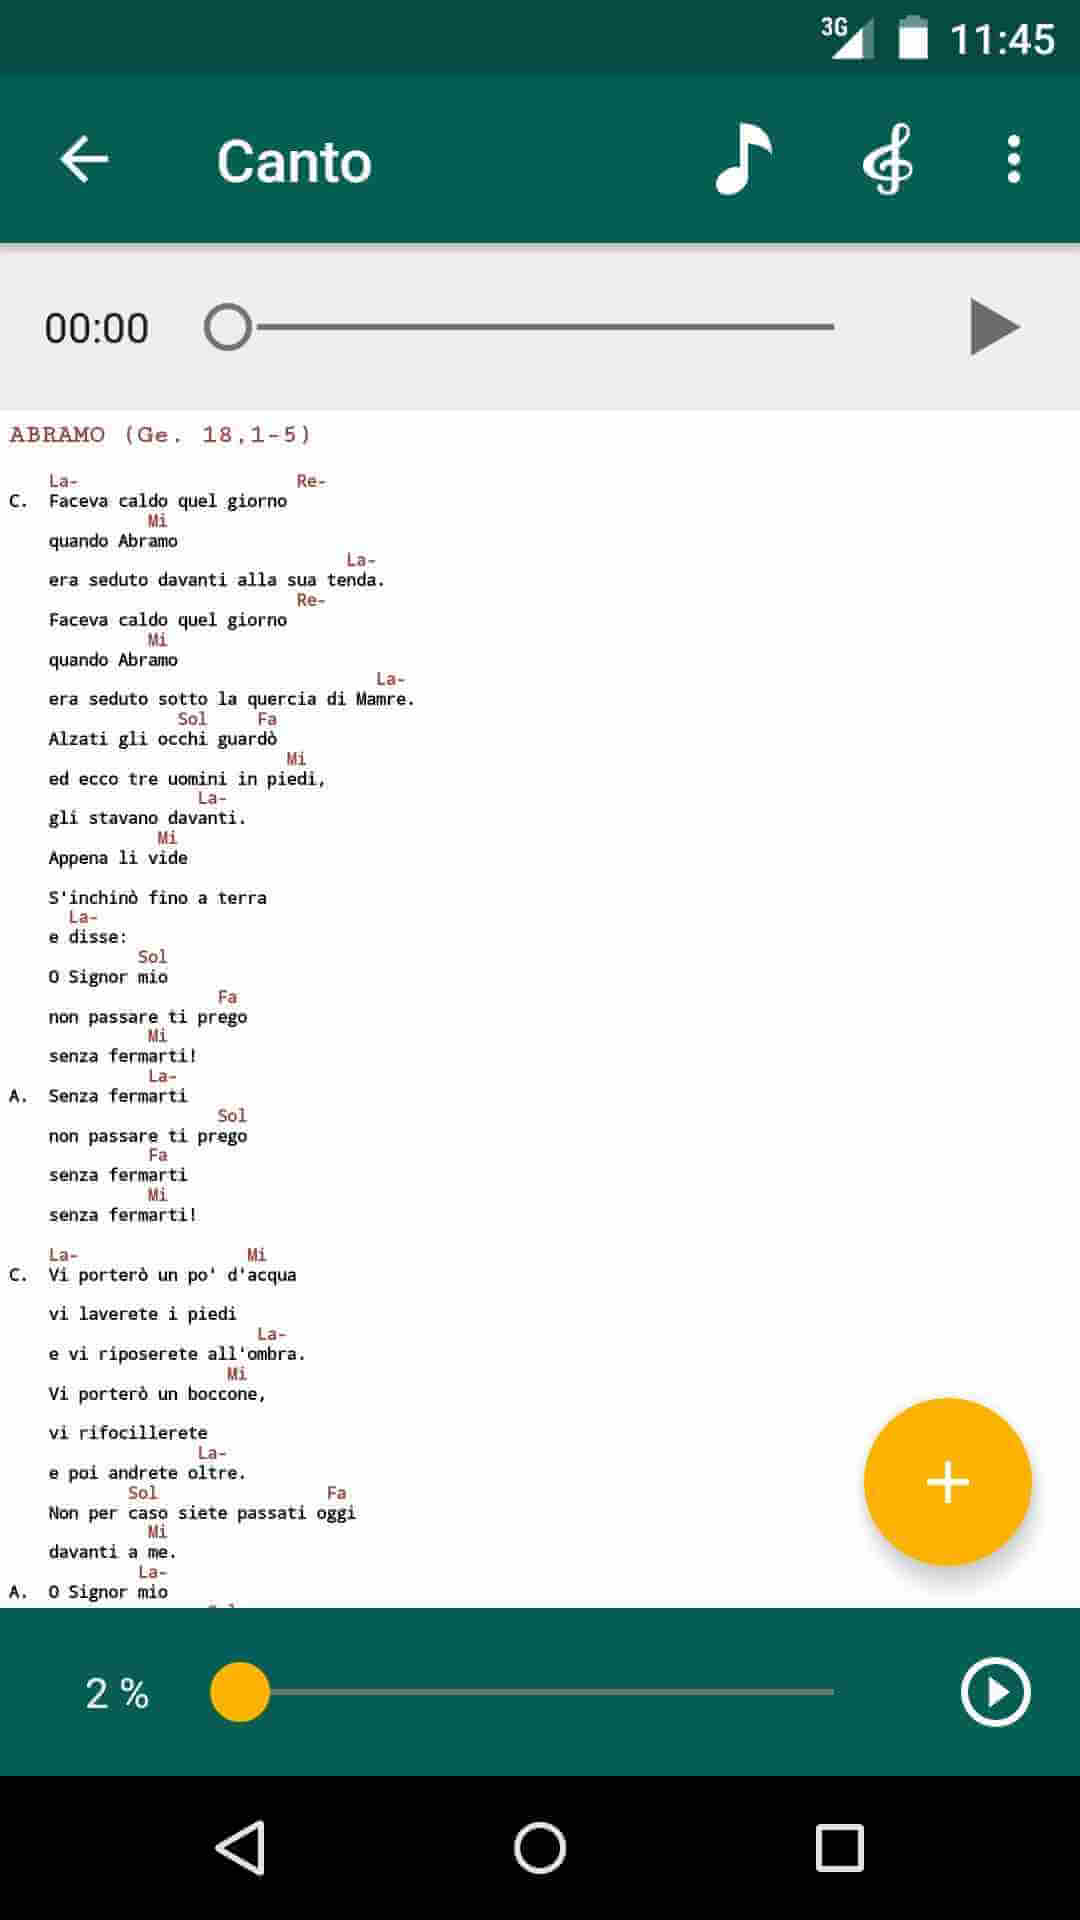 3G 11:45
Canto
00:00
ABRAMO (Ge. 18,1-5)
La- Re-
C. Faceva caldo quel giorno
Mi
quando Abramo
La-
era seduto davanti alla sua tenda.
Re-
Faceva caldo quel giorno
Mi
quando Abramo
La-
era seduto sotto la quercia di Mamre.
Sol Fa
Alzati gli occhi guardò
Mi
ed ecco tre uomini in piedi,
La-
gli stavano davanti.
Mi
Appena li vide
S'inchinò fino a terra
La-
e disse:
Sol
O Signor mio
Fa
non passare ti prego
Mi
senza fermarti!
La-
A. Senza fermarti
Sol
non passare ti prego
Fa
senza fermarti
Mi
senza fermarti!
La- Mi
C. Vi porterò un po' d'acqua
vi laverete i piedi
La-
e vi riposerete all'ombra.
Mi
Vi porterò un boccone,
vi rifocillerete
La-
e poi andrete oltre.
Sol Fa
Non per caso siete passati oggi
Mi
davanti a me.
La-
A. O Signor mio
2 %